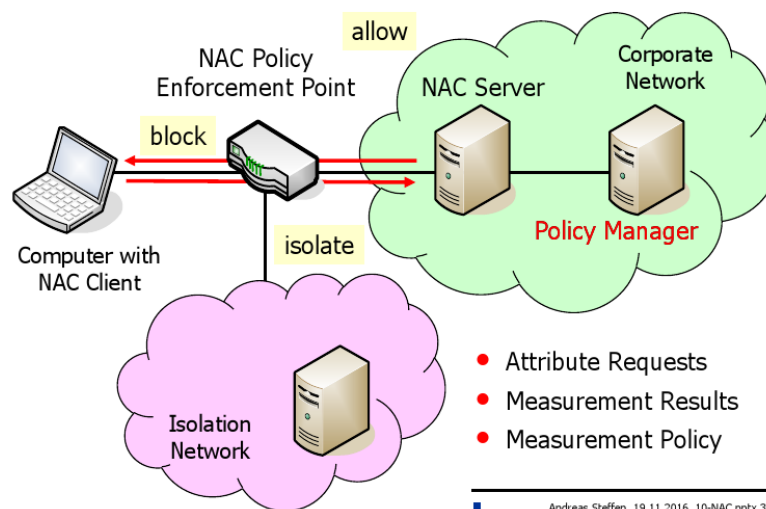 allow
NAC Policy
Enforcement Point
NAC Server
Corporate
Network
block
Computer with
NAC Client
isolate
Policy Manager
Isolation
Network
• Attribute Requests
• Measurement Results
• Measurement Policy
Andreas Steffen, 19.11.2016, 10-NAC.pptx 3